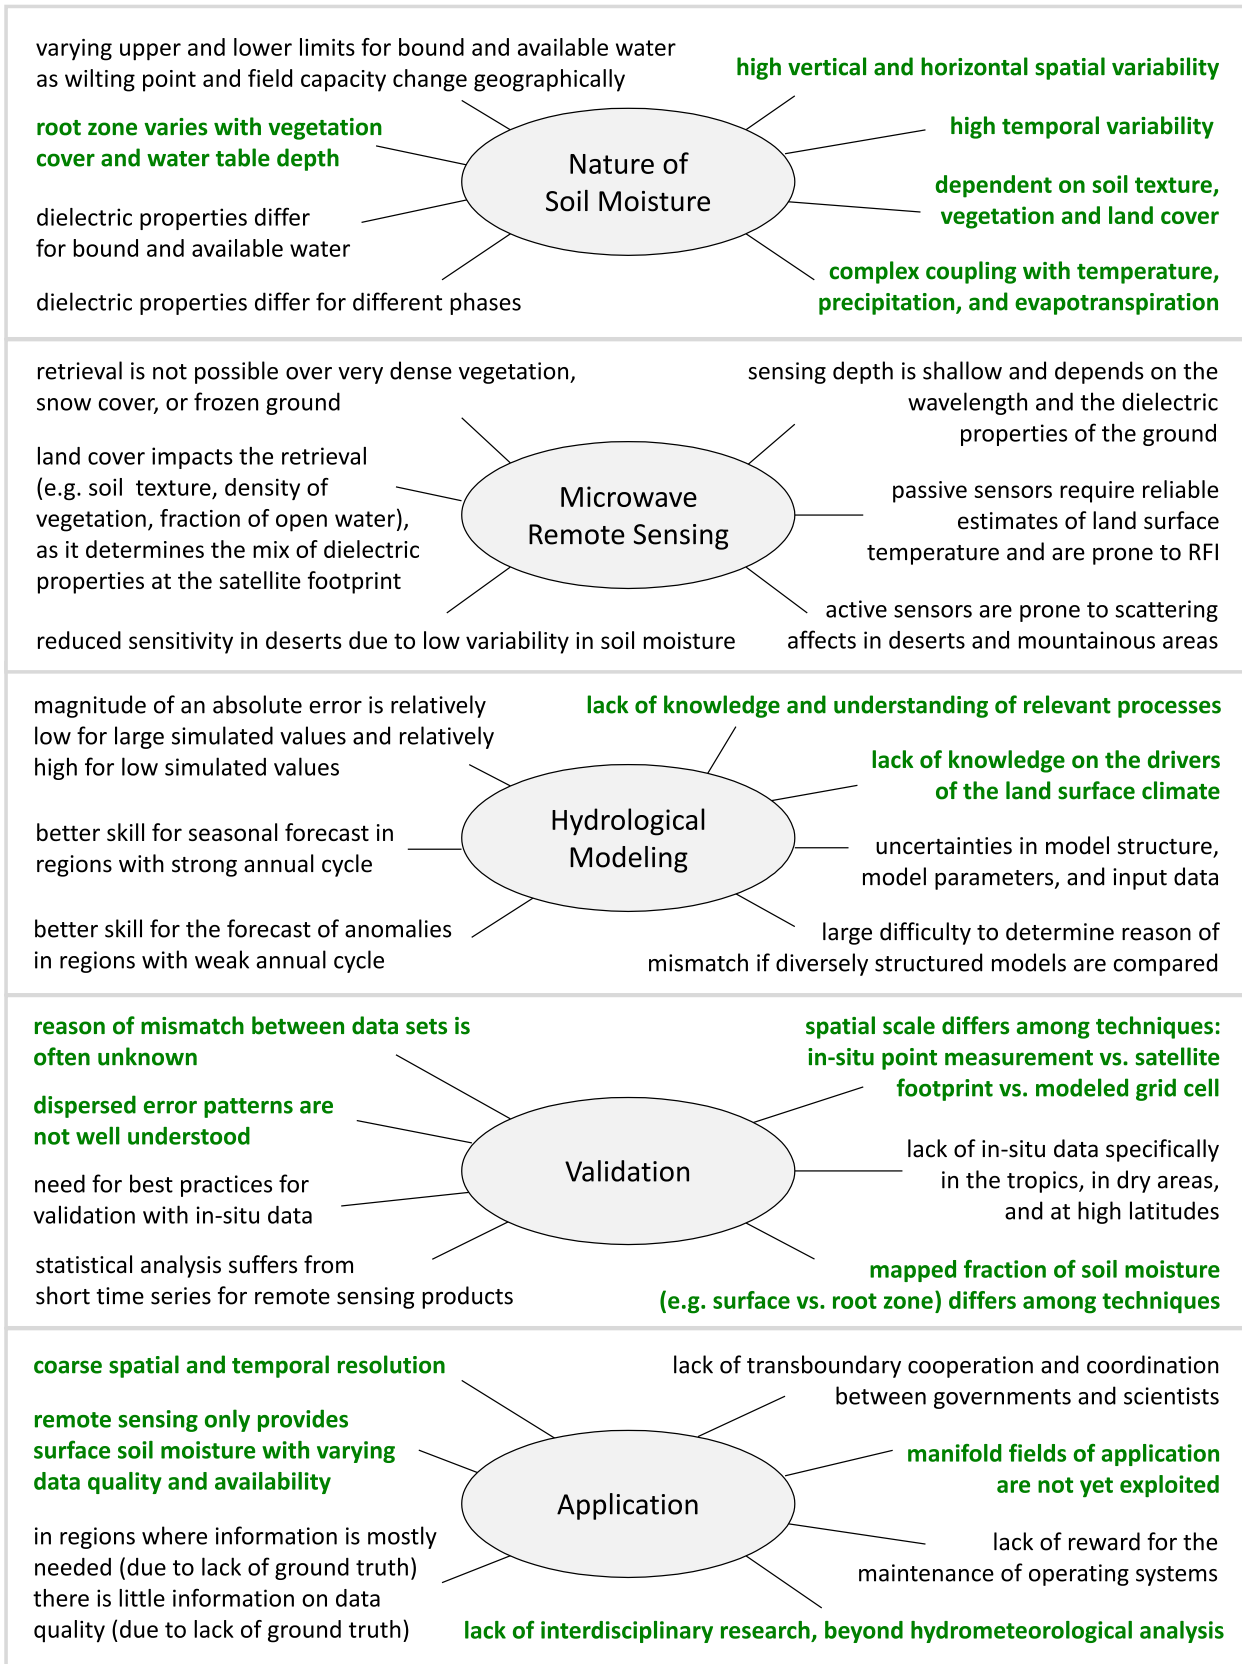 varying upper and lower limits for bound and available water
as wilting point and field capacity change geographically
root zone varies with vegetation
cover and water table depth
dielectric properties differ
for bound and available water
dielectric properties differ for different phases
Nature of
Soil Moisture
high vertical and horizontal spatial variability
high temporal variability
dependent on soil texture,
vegetation and land cover
complex coupling with temperature,
precipitation, and evapotranspiration
retrieval is not possible over very dense vegetation,
snow cover, or frozen ground
land cover impacts the retrieval
(e.g. soil texture, density of
vegetation, fraction of open water),
as it determines the mix of dielectric
properties at the satellite footprint
reduced sensitivity in deserts due to low variability in soil moisture
Microwave
Remote Sensing
sensing depth is shallow and depends on the
wavelength and the dielectric
properties of the ground
passive sensors require reliable
estimates of land surface
temperature and are prone to RFI
active sensors are prone to scattering
affects in deserts and mountainous areas
magnitude of an absolute error is relatively
low for large simulated values and relatively
high for low simulated values
better skill for seasonal forecast in
regions with strong annual cycle
better skill for the forecast of anomalies
in regions with weak annual cycle
Hydrological
Modeling
lack of knowledge and understanding of relevant processes
lack of knowledge on the drivers
of the land surface climate
uncertainties in model structure,
model parameters, and input data
large difficulty to determine reason of
mismatch if diversely structured models are compared
reason of mismatch between data sets is
often unknown
dispersed error patterns are
not well understood
need for best practices for
validation with in-situ data
statistical analysis suffers from
short time series for remote sensing products
Validation
spatial scale differs among techniques:
in-situ point measurement vs. satellite
footprint vs. modeled grid cell
lack of in-situ data specifically
in the tropics, in dry areas,
and at high latitudes
mapped fraction of soil moisture
(e.g. surface vs. root zone) differs among techniques
coarse spatial and temporal resolution
remote sensing only provides
surface soil moisture with varying
data quality and availability
in regions where information is mostly
needed (due to lack of ground truth)
there is little information on data
quality (due to lack of ground truth)
Application
lack of transboundary cooperation and coordination
between governments and scientists
manifold fields of application
are not yet exploited
lack of reward for the
maintenance of operating systems
lack of interdisciplinary research, beyond hydrometeorological analysis